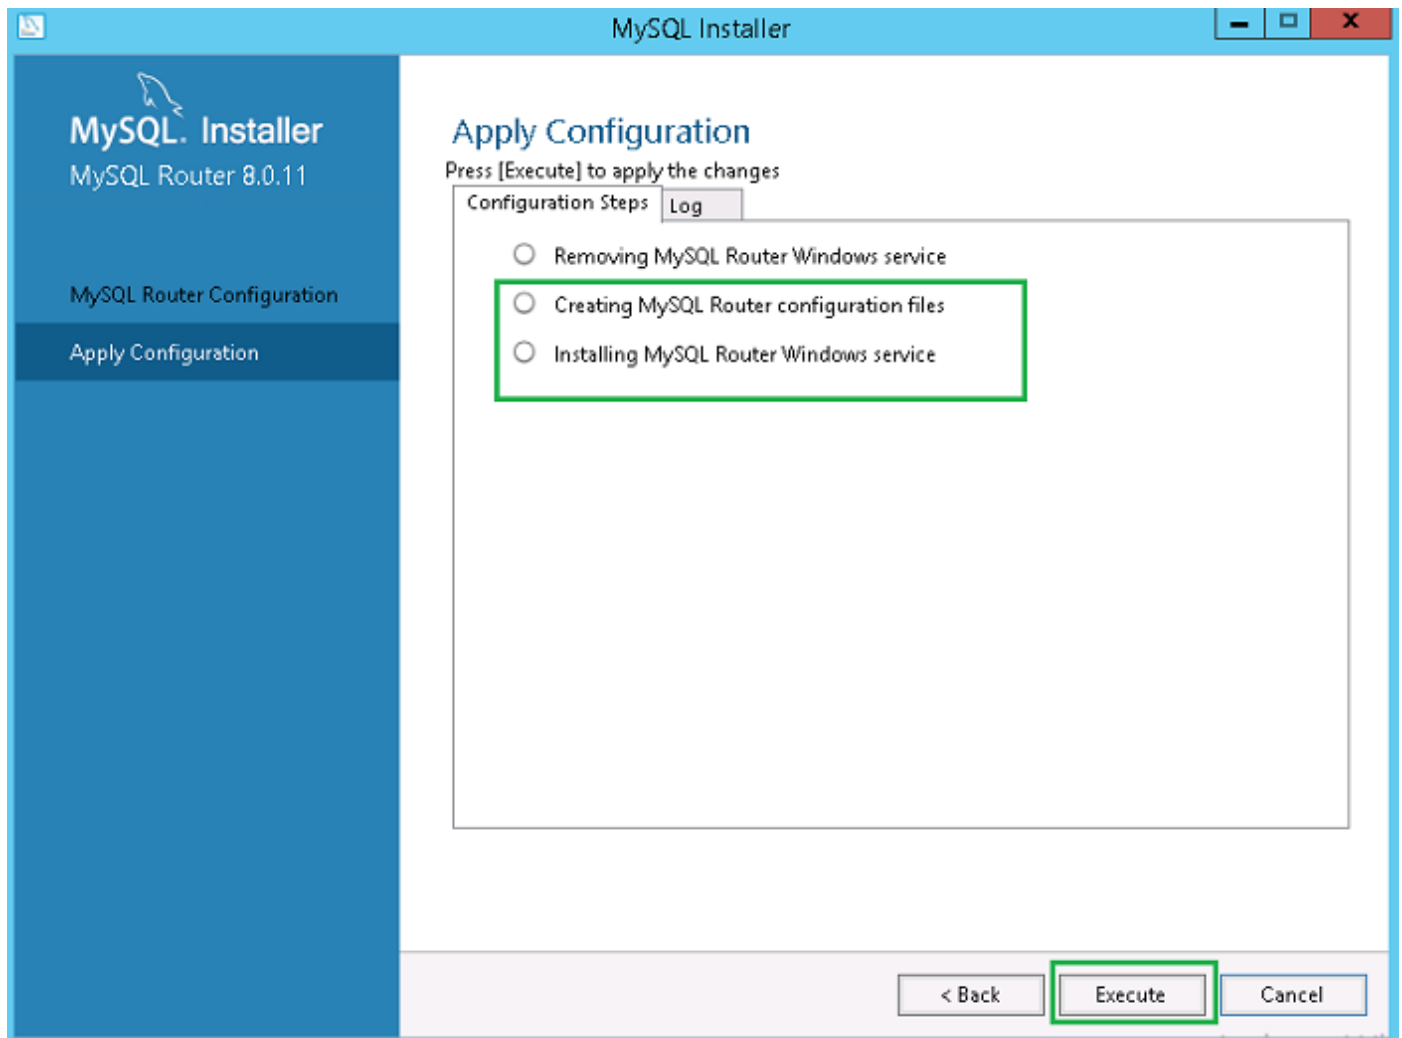 MySQL Installer
MySQL. Installer
MySQL Router 8.0.11
MySQL Router Configuration
Apply Configuration
Apply Configuration
Press [Execute] to apply the changes
Configuration Steps
Log
Removing MySQL Router Windows service
Creating MySQL Router configuration files
Installing MySQL Router Windows service
< Back
Execute
Cancel